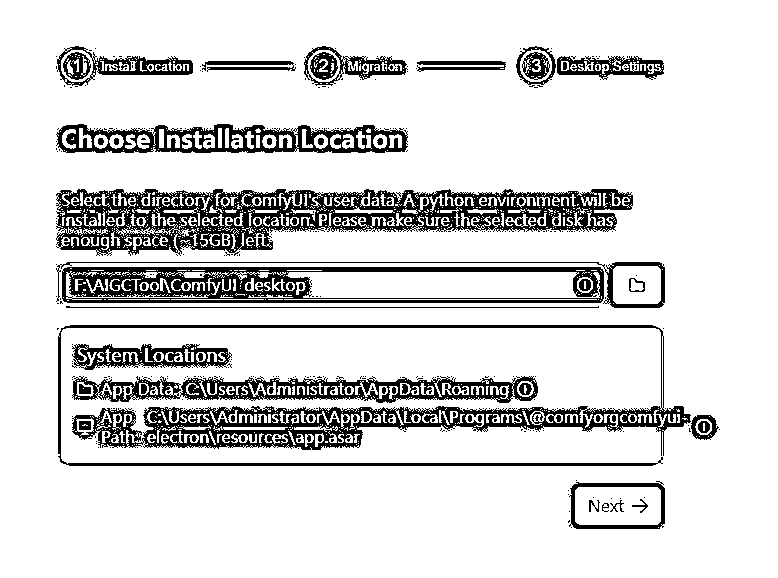 1 Install Location 2 Migration 3 Desktop Settings
Choose Installation Location
Select the directory for ComfyUI's user data. A python environment will be
installed to the selected location. Please make sure the selected disk has
enough space (~15GB) left.
F:\AIGCTool\ComfyUI_desktop
System Locations
App Data: C:\Users\Administrator\AppData\Roaming
App C:\Users\Administrator\AppData\Local\Programs\@comfyorgcomfyui-
Path: electron\resources\app.asar
Next